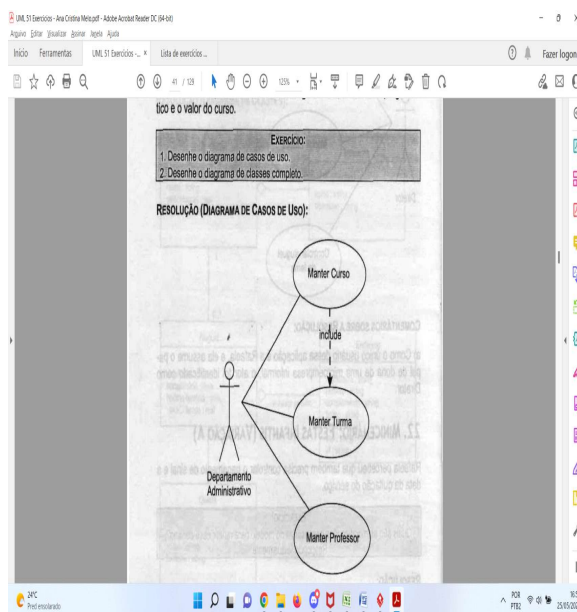 UML 51 Exercicios - Ana Cristina Melo.pdf - Adobe Acrobat Reader DC (64-bit)
Arquivo Editar Visualizar Assinar Janela Ajuda
Início Ferramentas UML 51 Exercicios -... × Lista de exercícios ... Fazer logon
41 / 129 125%
tico e o valor do curso.
EXERCÍCIO:
1. Desenhe o diagrama de casos de uso.
2. Desenhe o diagrama de classes completo.
RESOLUÇÃO (DIAGRAMA DE CASOS DE USO):
Manter Curso
include
Manter Turma
Departamento
Administrativo
Manter Professor
24°C
Pred ensolarado
POR
PTB2